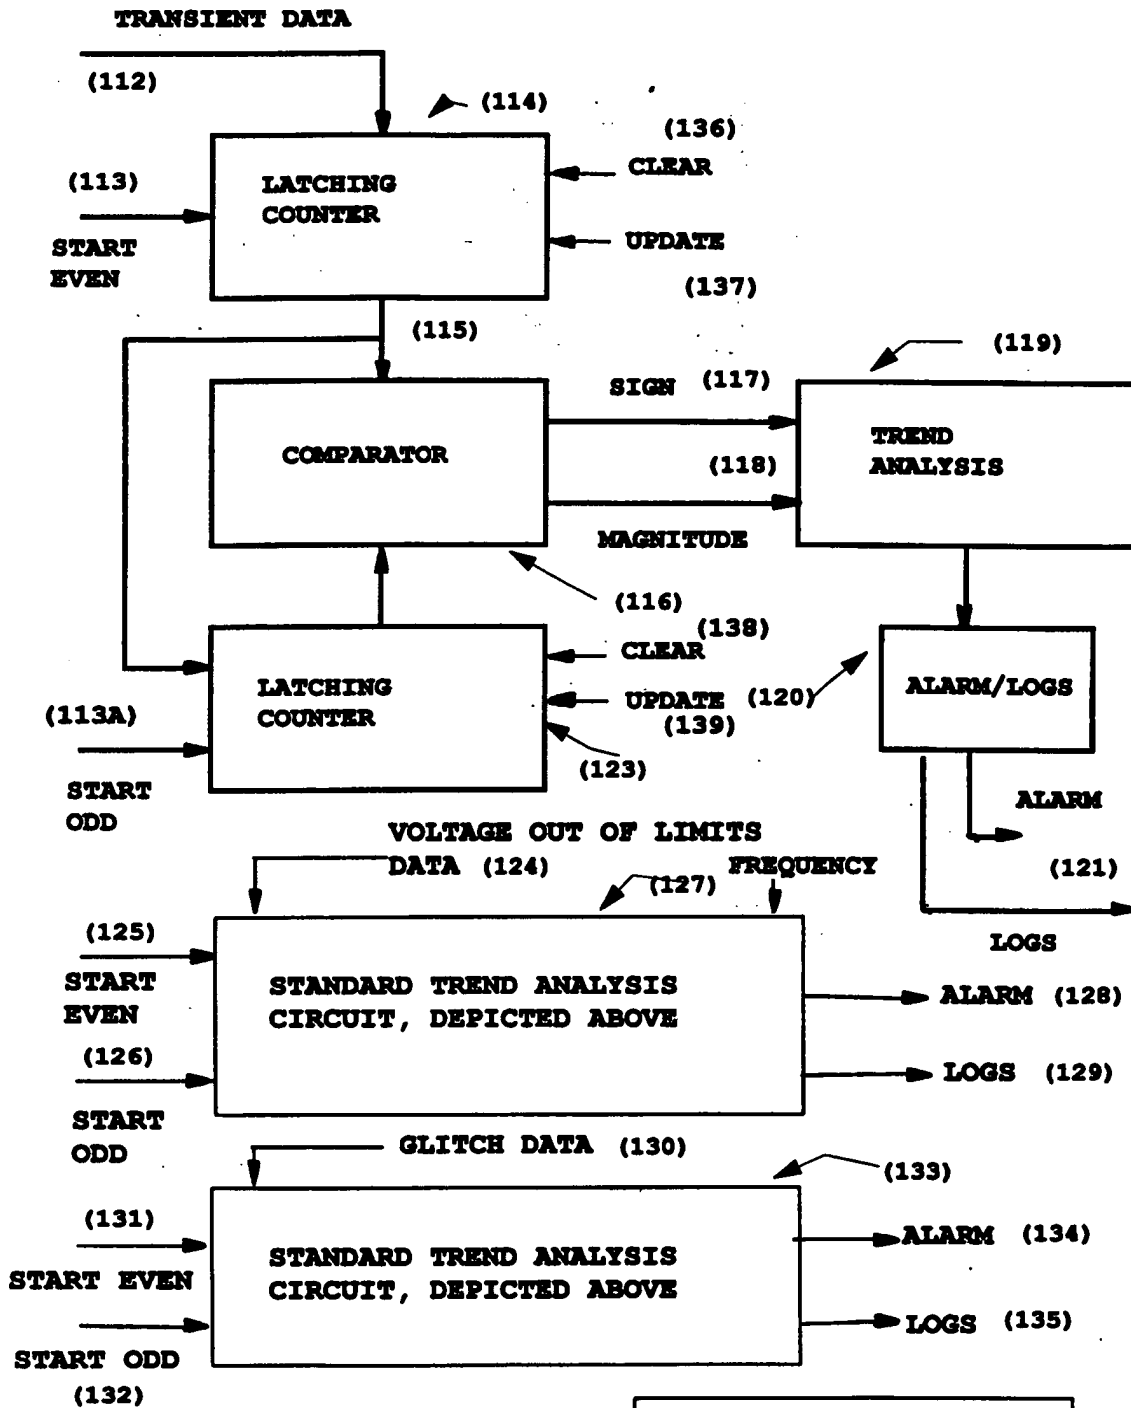 TRANSIENT DATA
(112)
(114)
(136)
CLEAR
(113)
LATCHING
COUNTER
START
EVEN
UPDATE
(137)
(115)
(119)
SIGN (117)
COMPARATOR
TREND
ANALYSIS
(118)
MAGNITUDE
(116)
(138)
CLEAR
LATCHING
COUNTER
UPDATE (120)
(139)
ALARM/LOGS
(113A)
(123)
START
ODD
ALARM
(121)
LOGS
VOLTAGE OUT OF LIMITS
DATA (124)
FREQUENCY
(127)
(125)
START
EVEN
STANDARD TREND ANALYSIS
CIRCUIT, DEPICTED ABOVE
ALARM (128)
(126)
LOGS (129)
START
ODD
GLITCH DATA (130)
(133)
(131)
START EVEN
STANDARD TREND ANALYSIS
CIRCUIT, DEPICTED ABOVE
ALARM (134)
LOGS (135)
START ODD
(132)